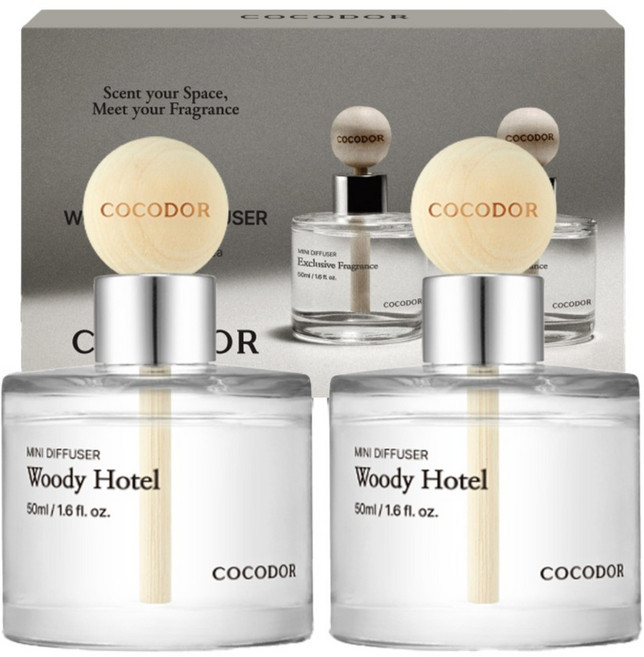 COCODOR
Scent your Space,
Meet your Fragrance
USER
COCODOR
COCODOR
MINI DIFFUSER
Exclusive Fragrance
50ml / 1.6 fl. oz.
COCODOR
COCODOR
COCODOR
COCODOR
MINI DIFFUSER
Woody Hotel
50ml / 1.6 fl. oz.
COCODOR
MINI DIFFUSER
Woody Hotel
50ml / 1.6 fl. oz.
COCODOR